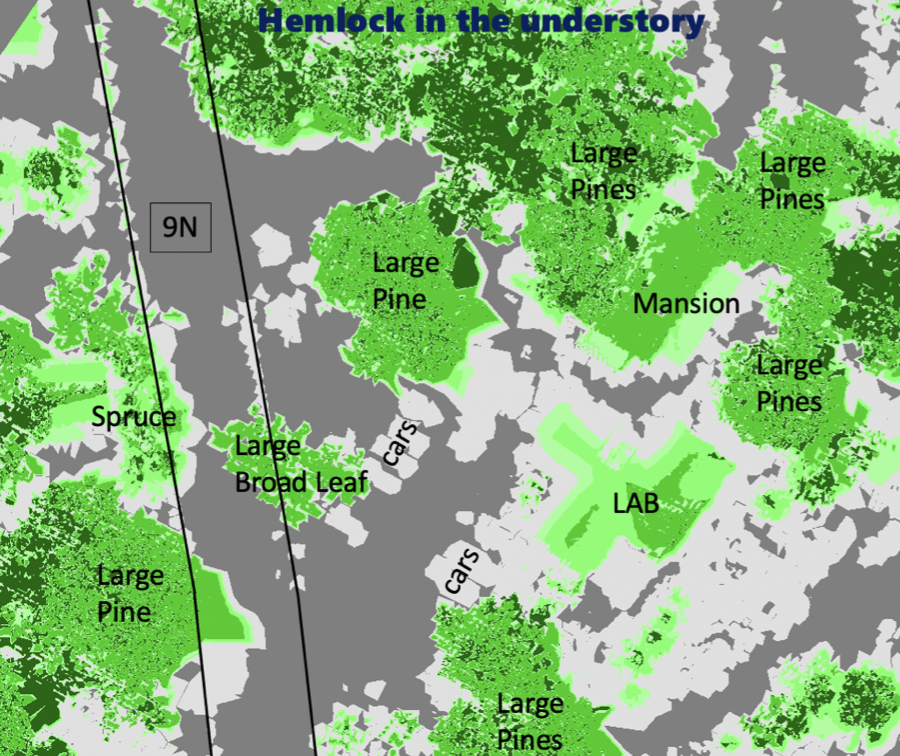 Hemlock in the understory
Large
Pines
Large
Pines
9N
Large
Pine
Mansion
Large
Pines
Spruce
cars
Large
Broad Leaf
LAB
cars
Large
Pine
Large
Pines